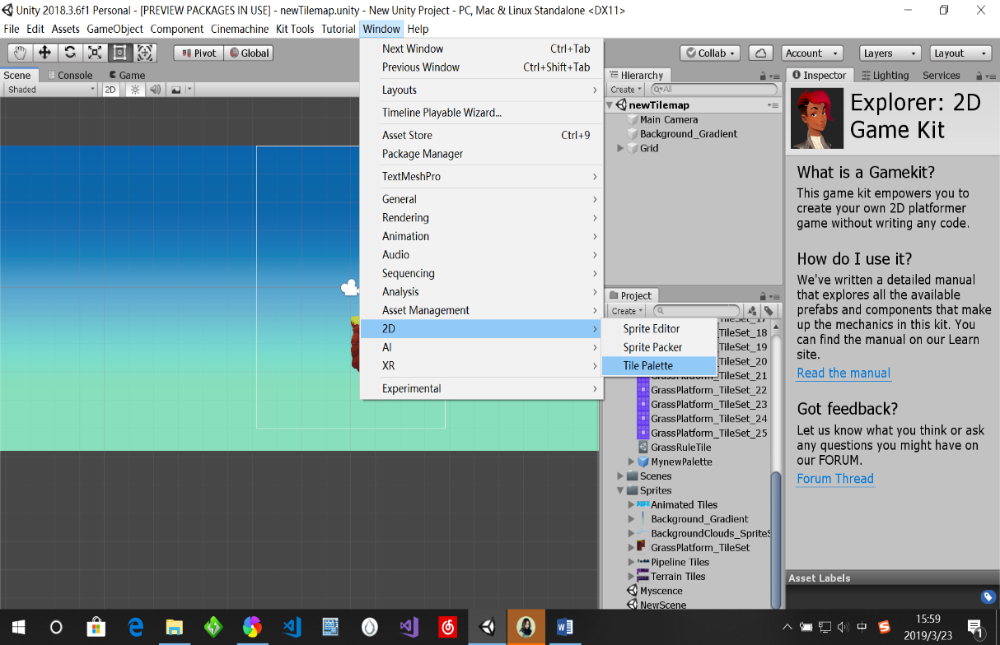 Unity 2018.3.6f1 Personal - [PREVIEW PACKAGES IN USE] - newTilemap.unity - New Unity Project - PC, Mac & Linux Standalone <DX11>
File Edit Assets GameObject Component Cinemachine Kit Tools Tutorial Window Help
Pivot Global
Collab Account Layers Layout
Scene Console Game
Shaded 2D
Next Window Ctrl+Tab
Previous Window Ctrl+Shift+Tab
Layouts
Timeline Playable Wizard...
Asset Store Ctrl+9
Package Manager
TextMeshPro
General
Rendering
Animation
Audio
Sequencing
Analysis
Asset Management
2D
AI
XR
Experimental
Sprite Editor
Sprite Packer
Tile Palette
Hierarchy
Create All
newTilemap
Main Camera
Background_Gradient
Grid
Project
Create
TileSet_17
TileSet_18
TileSet_19
TileSet_20
TileSet_21
GrassPlatform_TileSet_22
GrassPlatform_TileSet_23
GrassPlatform_TileSet_24
GrassPlatform_TileSet_25
GrassRuleTile
MynewPalette
Scenes
Sprites
Animated Tiles
Background_Gradient
BackgroundClouds_SpriteS
GrassPlatform_TileSet
Pipeline Tiles
Terrain Tiles
Myscence
NewScene
Inspector Lighting Services
Explorer: 2D
Game Kit
What is a Gamekit?
This game kit empowers you to
create your own 2D platformer
game without writing any code.
How do I use it?
We've written a detailed manual
that explores all the available
prefabs and components that make
up the mechanics in this kit. You
can find the manual on our Learn
site.
Read the manual
Got feedback?
Let us know what you think or ask
any questions you might have on
our FORUM.
Forum Thread
Asset Labels
中
15:59
2019/3/23
1